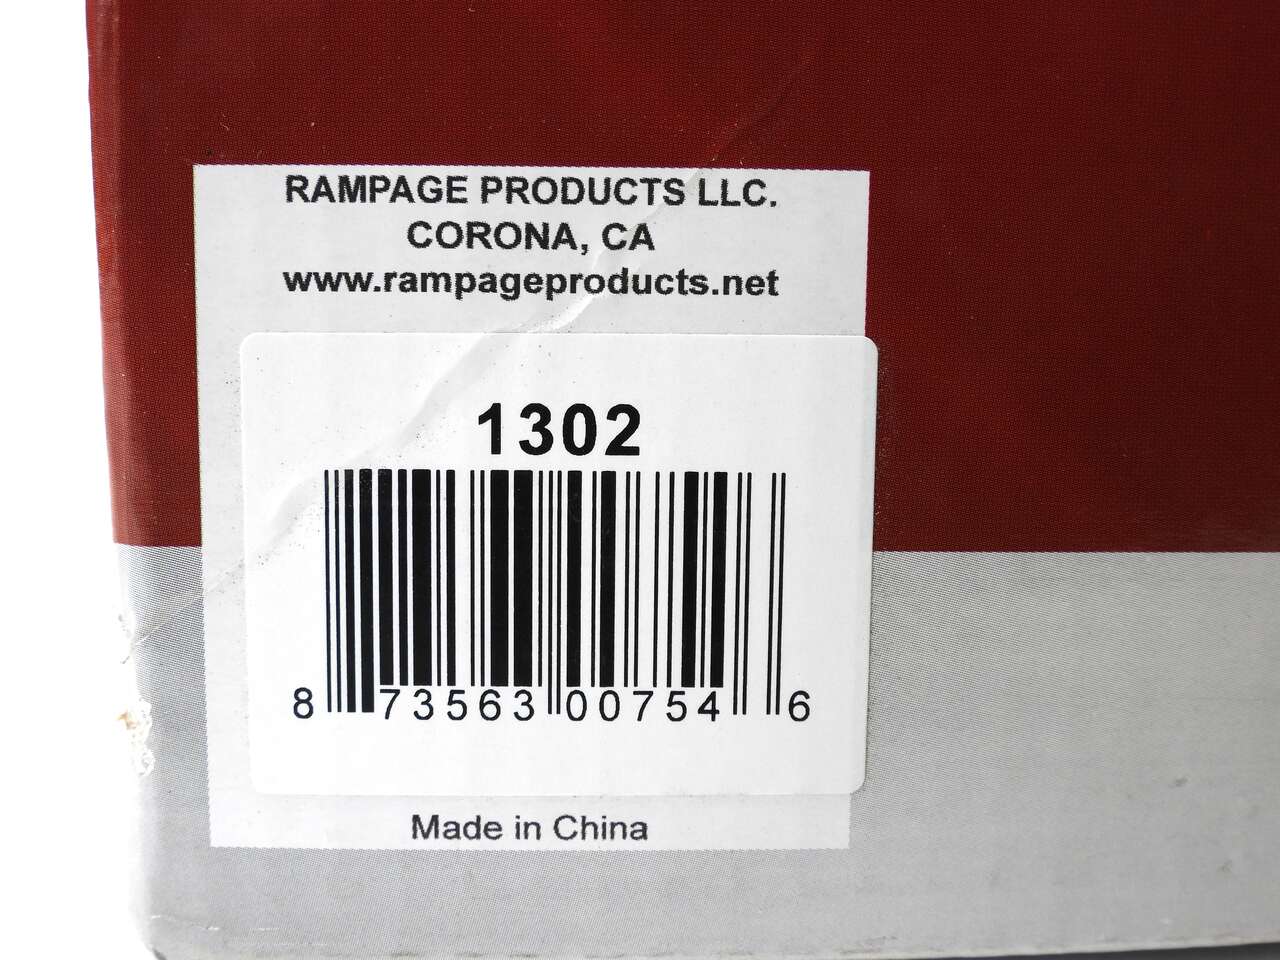 RAMPAGE PRODUCTS LLC.
CORONA, CA
www.rampageproducts.net
1302
8 73563 00754 6
Made in China